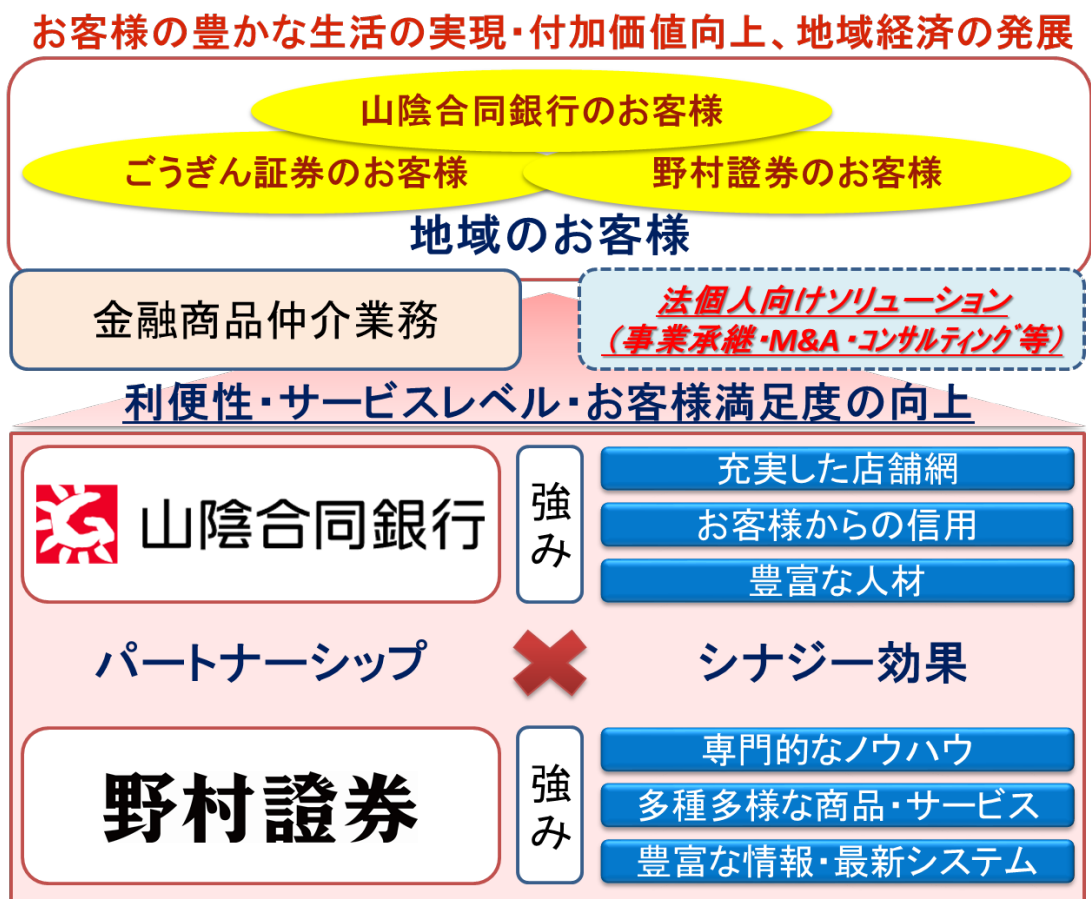 お客様の豊かな生活の実現・付加価値向上、地域経済の発展
山陰合同銀行のお客様
ごうぎん証券のお客様
野村證券のお客様
地域のお客様
金融商品仲介業務
法個人向けソリューション
（事業承継・M&A・コンサルティング等）
利便性・サービスレベル・お客様満足度の向上
山陰合同銀行
強み
充実した店舗網
お客様からの信用
豊富な人材
パートナーシップ
シナジー効果
野村證券
強み
専門的なノウハウ
多種多様な商品・サービス
豊富な情報・最新システム